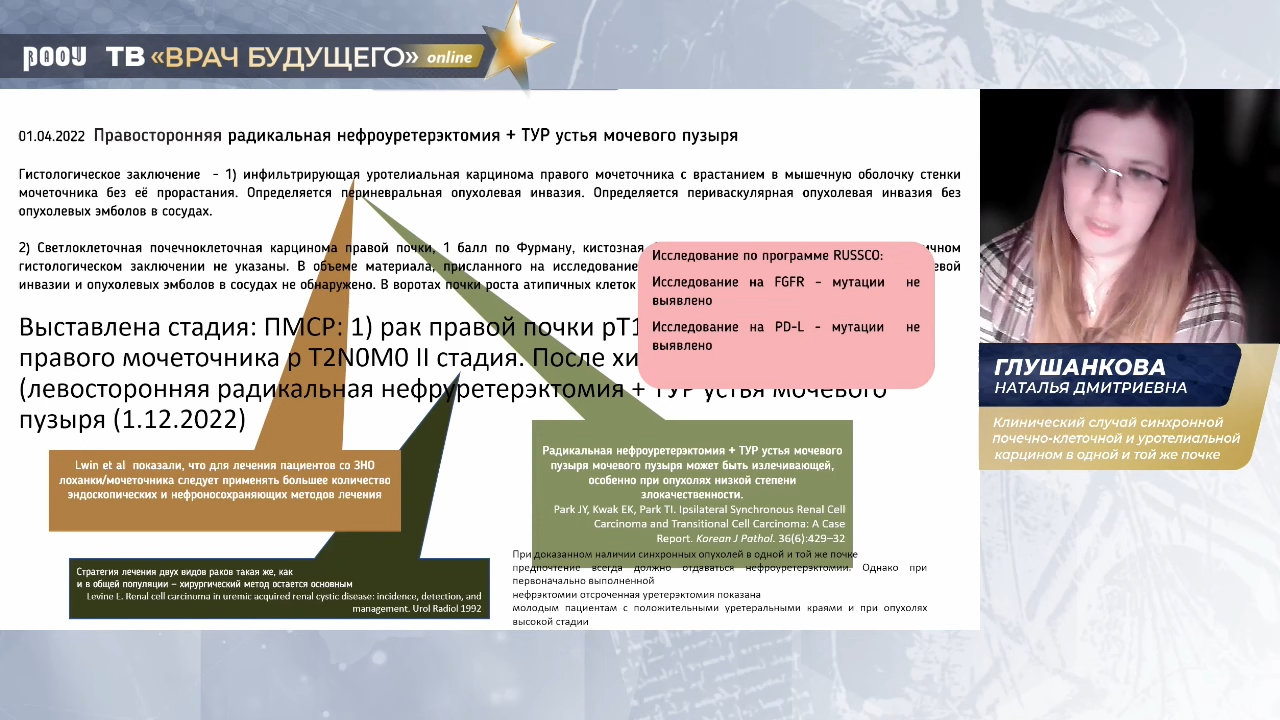 РООУ ТВ «ВРАЧ БУДУЩЕГО» online
01.04.2022 Правосторонняя радикальная нефроуретерэктомия + ТУР устья мочевого пузыря
Гистологическое заключение - 1) инфильтрирующая уротелиальная карцинома правого мочеточника с врастанием в мышечную оболочку стенки
мочеточника без её прорастания. Определяется периневральная опухолевая инвазия. Определяется периваскулярная опухолевая инвазия без
опухолевых эмболов в сосудах.
2) Светлоклеточная почечноклеточная карцинома правой почки, 1 балл по Фурману, кистозная
гистологическом заключении не указаны. В объеме материала, присланного на исследование
инвазии и опухолевых эмболов в сосудах не обнаружено. В воротах почки роста атипичных клеток
Выставлена стадия: ПМСР: 1) рак правой почки рТ1
правого мочеточника р T2N0M0 II стадия. После хи
(левосторонняя радикальная нефруретерэктомия + ТУР устья мочевого
пузыря (1.12.2022)
Исследование по программе RUSSCO:
Исследование на FGFR – мутации не
выявлено
Исследование на PD-L - мутации не
выявлено
Lwin et al показали, что для лечения пациентов со ЗНО
лоханки/мочеточника следует применять большее количество
эндоскопических и нефроносохраняющих методов лечения
Радикальная нефроуретерэктомия + ТУР устья мочевого
пузыря мочевого пузыря может быть излечивающей,
особенно при опухолях низкой степени
злокачественности.
Park JY, Kwak EK, Park TI. Ipsilateral Synchronous Renal Cell
Carcinoma and Transitional Cell Carcinoma: A Case
Report. Korean J Pathol. 36(6):429–32
Стратегия лечения двух видов раков такая же, как
и в общей популяции – хирургический метод остается основным
Levine E. Renal cell carcinoma in uremic acquired renal cystic disease: incidence, detection, and
management. Urol Radiol 1992
При доказанном наличии синхронных опухолей в одной и той же почке
предпочтение всегда должно отдаваться нефроуретерэктомии. Однако при
первоначально выполненной
нефрэктомии отсроченная уретерэктомия показана
молодым пациентам с положительными уретеральными краями и при опухолях
высокой стадии
ГЛУШАНКОВА
НАТАЛЬЯ ДМИТРИЕВНА
Клинический случай синхронной
почечно-клеточной и уротелиальной
карцином в одной и той же почке